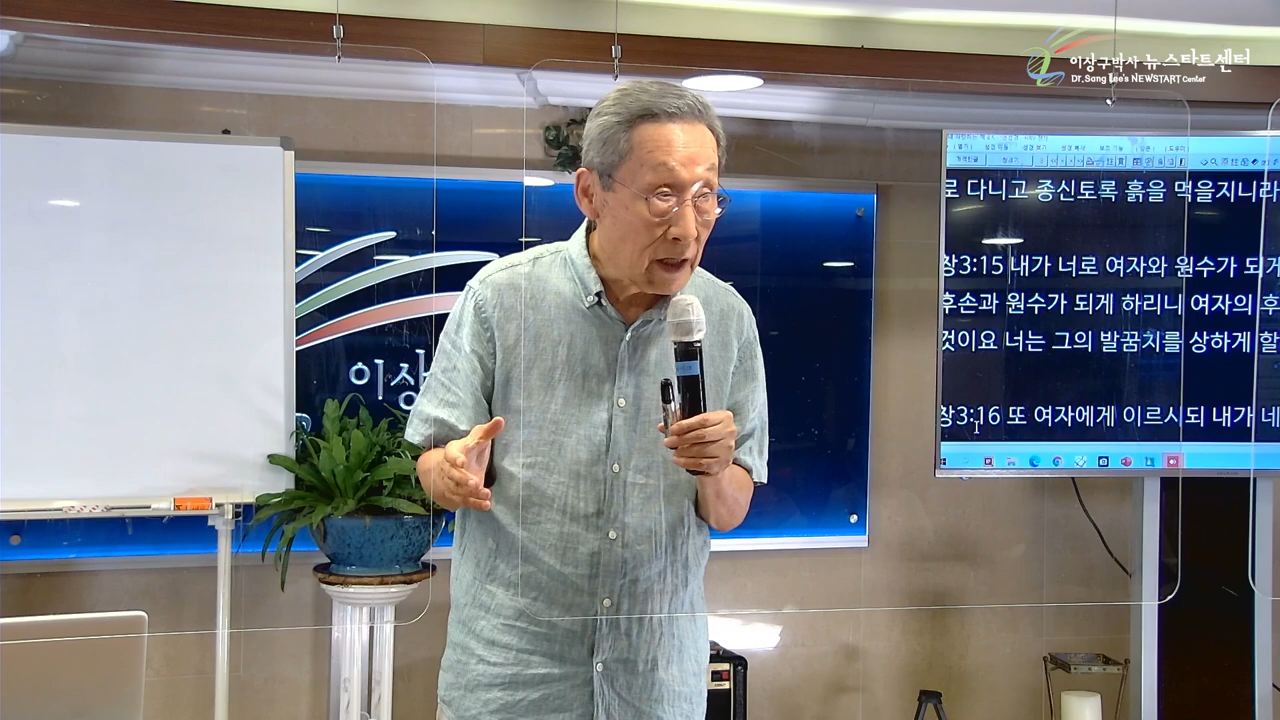 이상구박사 뉴스타트센터
Dr. Sang Lee's NEWSTART Center
로 다니고 종신토록 흙을 먹을지니라
창3:15 내가 너로 여자와 원수가 되게
후손과 원수가 되게 하리니 여자의 후
것이요 너는 그의 발꿈치를 상하게 할
창3:16 또 여자에게 이르시되 내가 네
이상